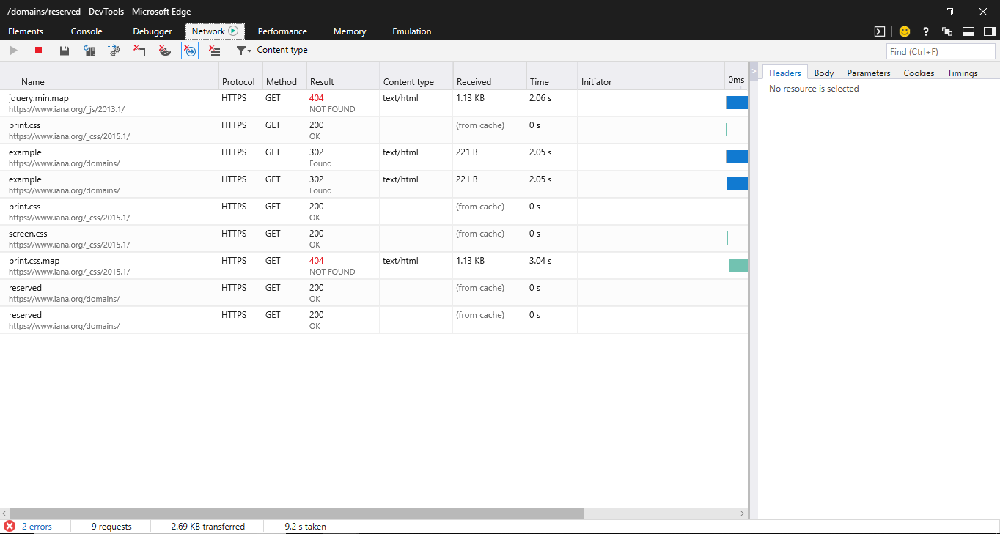 /domains/reserved - DevTools - Microsoft Edge
Elements Console Debugger Network Performance Memory Emulation
?
Content type
Find (Ctrl+F)
Name Protocol Method Result Content type Received Time Initiator 0ms
> Headers Body Parameters Cookies Timings
No resource is selected
jquery.min.map HTTPS GET 404 text/html 1.13 KB 2.06 s
https://www.iana.org/_js/2013.1/ NOT FOUND
print.css HTTPS GET 200 (from cache) 0 s
https://www.iana.org/_css/2015.1/ OK
example HTTPS GET 302 text/html 221 B 2.05 s
https://www.iana.org/domains/ Found
example HTTPS GET 302 text/html 221 B 2.05 s
https://www.iana.org/domains/ Found
print.css HTTPS GET 200 (from cache) 0 s
https://www.iana.org/_css/2015.1/ OK
screen.css HTTPS GET 200 (from cache) 0 s
https://www.iana.org/_css/2015.1/ OK
print.css.map HTTPS GET 404 text/html 1.13 KB 3.04 s
https://www.iana.org/_css/2015.1/ NOT FOUND
reserved HTTPS GET 200 (from cache) 0 s
https://www.iana.org/domains/ OK
reserved HTTPS GET 200 (from cache) 0 s
https://www.iana.org/domains/ OK
2 errors 9 requests 2.69 KB transferred 9.2 s taken